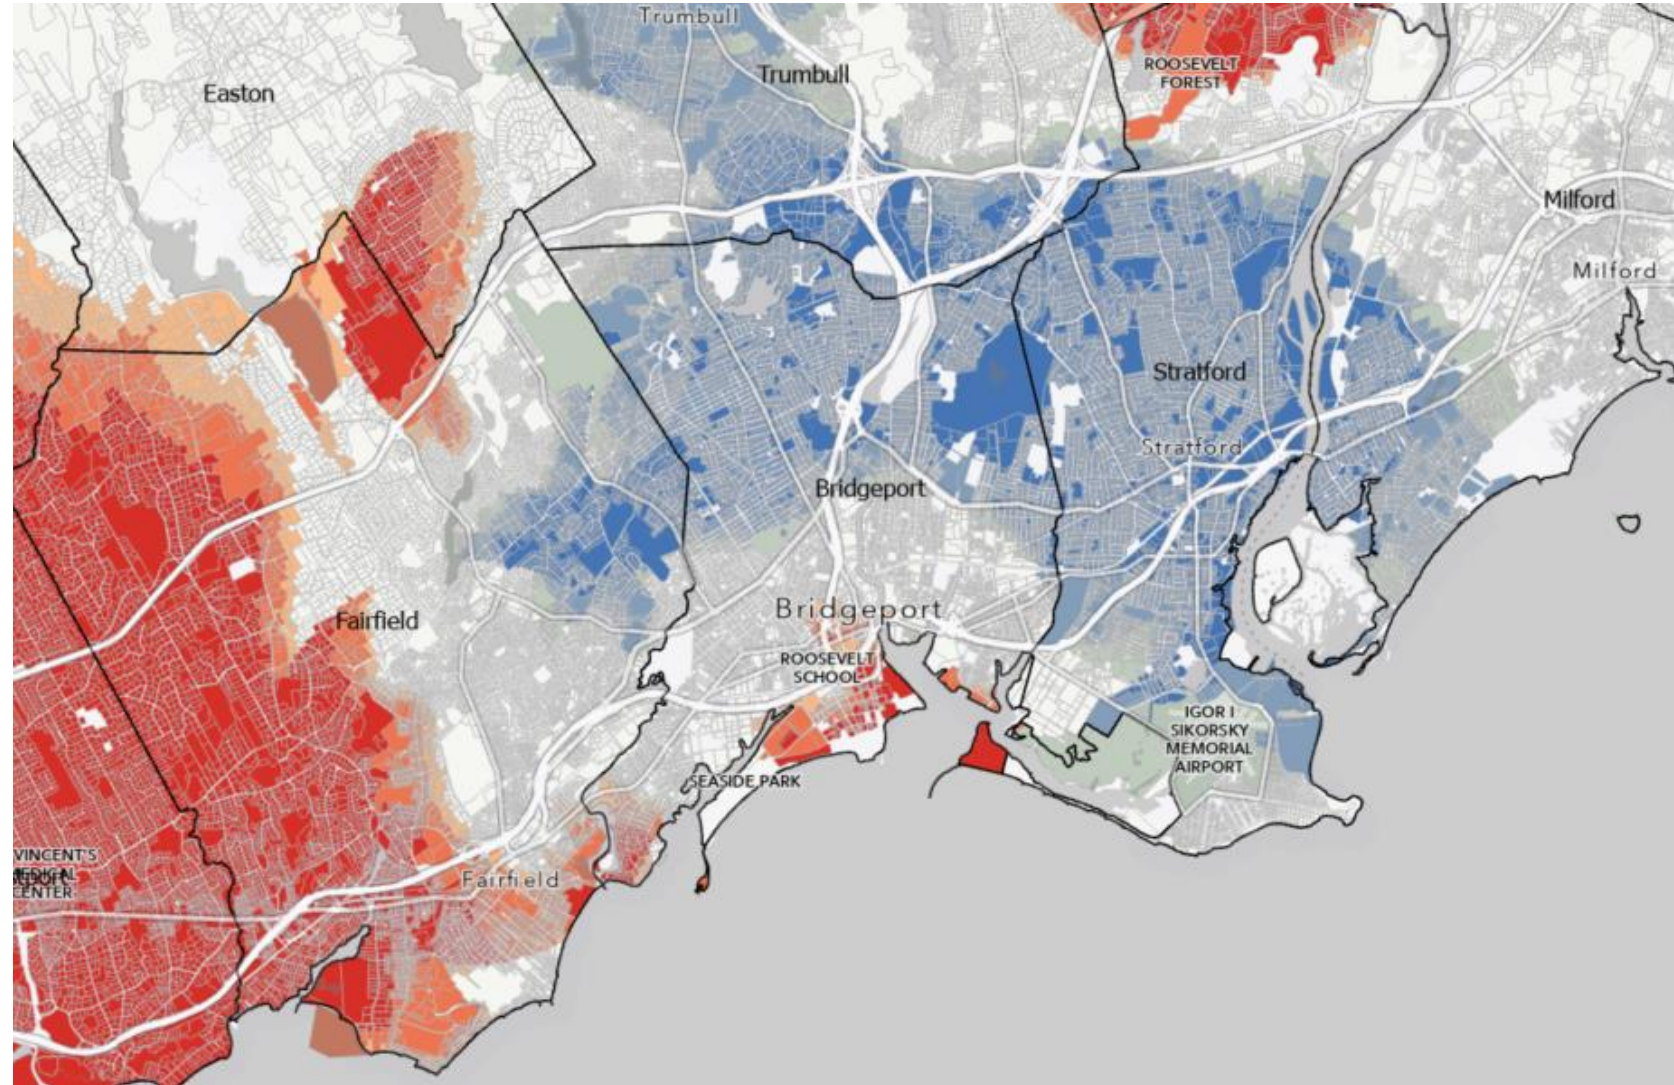 Trumbull
Trumbull
Easton
ROOSEVELT
FOREST
Milford
Milford
Stratford
Stratford
Bridgeport
Bridgeport
Fairfield
ROOSEVELT
SCHOOL
IGOR I
SIKORSKY
MEMORIAL
AIRPORT
SEASIDE PARK
VINCENT'S
MEDICAL
CENTER
Fairfield